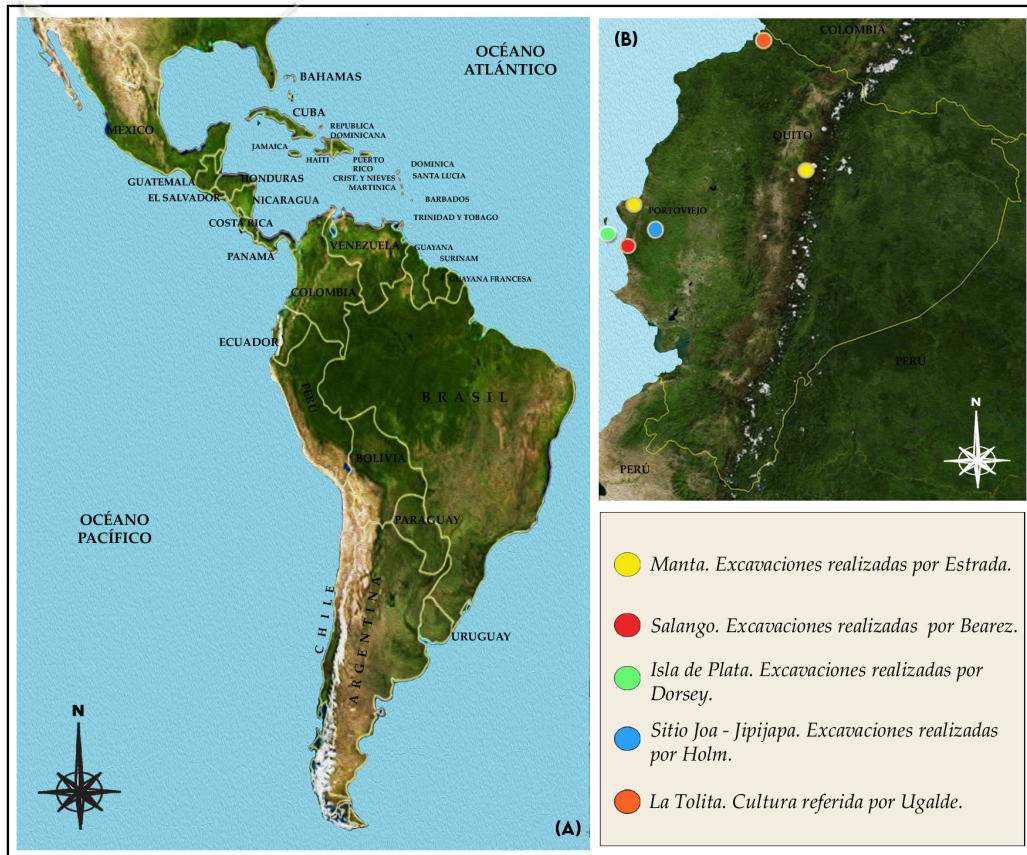 OCÉANO
ATLÁNTICO
BAHAMAS
CUBA
MÉXICO
REPUBLICA
DOMINICANA
JAMAICA
HAITI
PUERTO
RICO
CRIST. Y NIEVES
MARTINICA
DOMINICA
SANTA LUCIA
BARBADOS
TRINIDAD Y TOBAGO
GUATEMALA
HONDURAS
EL SALVADOR
NICARAGUA
COSTA RICA
PANAMÁ
VENEZUELA
GUAYANA
SURINAM
GUAYANA FRANCESA
COLOMBIA
ECUADOR
PERÚ
BRASIL
BOLIVIA
OCÉANO
PACÍFICO
PARAGUAY
CHILE
ARGENTINA
URUGUAY
N
(A)
(B)
COLOMBIA
QUITO
PORTOVIEJO
PERÚ
PERÚ
N
Manta. Excavaciones realizadas por Estrada.
Salango. Excavaciones realizadas por Bearez.
Isla de Plata. Excavaciones realizadas por
Dorsey.
Sitio Joa - Jipijapa. Excavaciones realizadas
por Holm.
La Tolita. Cultura referida por Ugalde.